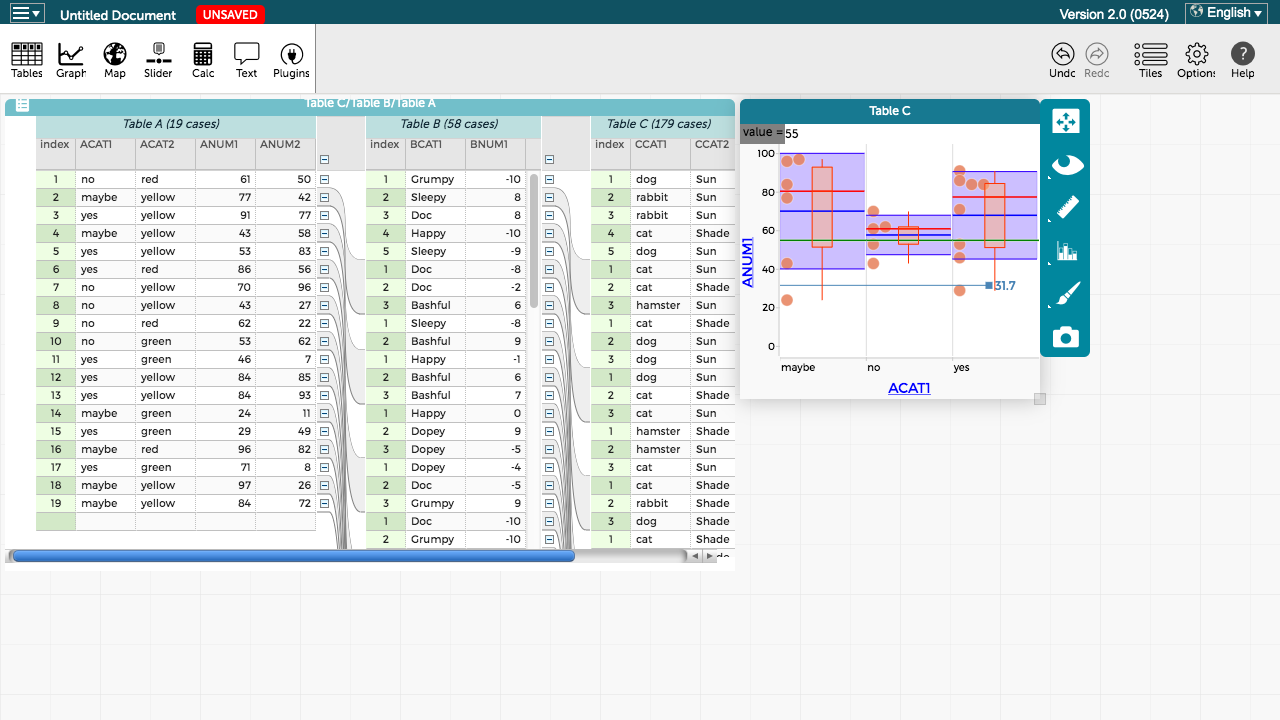 Untitled Document UNSAVED Version 2.0 (0524) English
Tables Graph Map Slider Calc Text Plugins Undo Redo Tiles Options Help
Table C/Table B/Table A
Table A (19 cases) Table B (58 cases) Table C (179 cases)
index ACAT1 ACAT2 ANUM1 ANUM2 index BCAT1 BNUM1 index CCAT1 CCAT2
1 no red 61 50 1 Grumpy -10 1 dog Sun
2 maybe yellow 77 42 2 Sleepy 8 2 rabbit Sun
3 yes yellow 91 77 3 Doc 8 3 rabbit Sun
4 maybe yellow 43 58 4 Happy -10 4 cat Shade
5 yes yellow 53 83 5 Sleepy -9 5 dog Sun
6 yes red 86 56 1 Doc -8 1 cat Sun
7 no yellow 70 96 2 Doc -2 2 cat Shade
8 no yellow 43 27 3 Bashful 6 3 hamster Sun
9 no red 62 22 1 Sleepy -8 1 cat Shade
10 no green 53 62 2 Bashful 9 2 dog Sun
11 yes green 46 7 1 Happy -1 3 dog Sun
12 yes yellow 84 85 2 Bashful 6 1 dog Sun
13 yes yellow 84 93 3 Bashful 7 2 cat Shade
14 maybe green 24 11 1 Happy 0 3 cat Sun
15 yes green 29 49 2 Dopey 9 1 hamster Shade
16 maybe red 96 82 3 Dopey -5 2 hamster Sun
17 yes green 71 8 1 Dopey -4 3 cat Sun
18 maybe yellow 97 26 2 Doc -5 1 cat Shade
19 maybe yellow 84 72 3 Grumpy 9 2 rabbit Shade
1 Doc -10 3 dog Shade
2 Grumpy -10 1 cat Shade
Table C
value = 55
100
80
60
40
20
0
ANUM1
31.7
maybe no yes
ACAT1